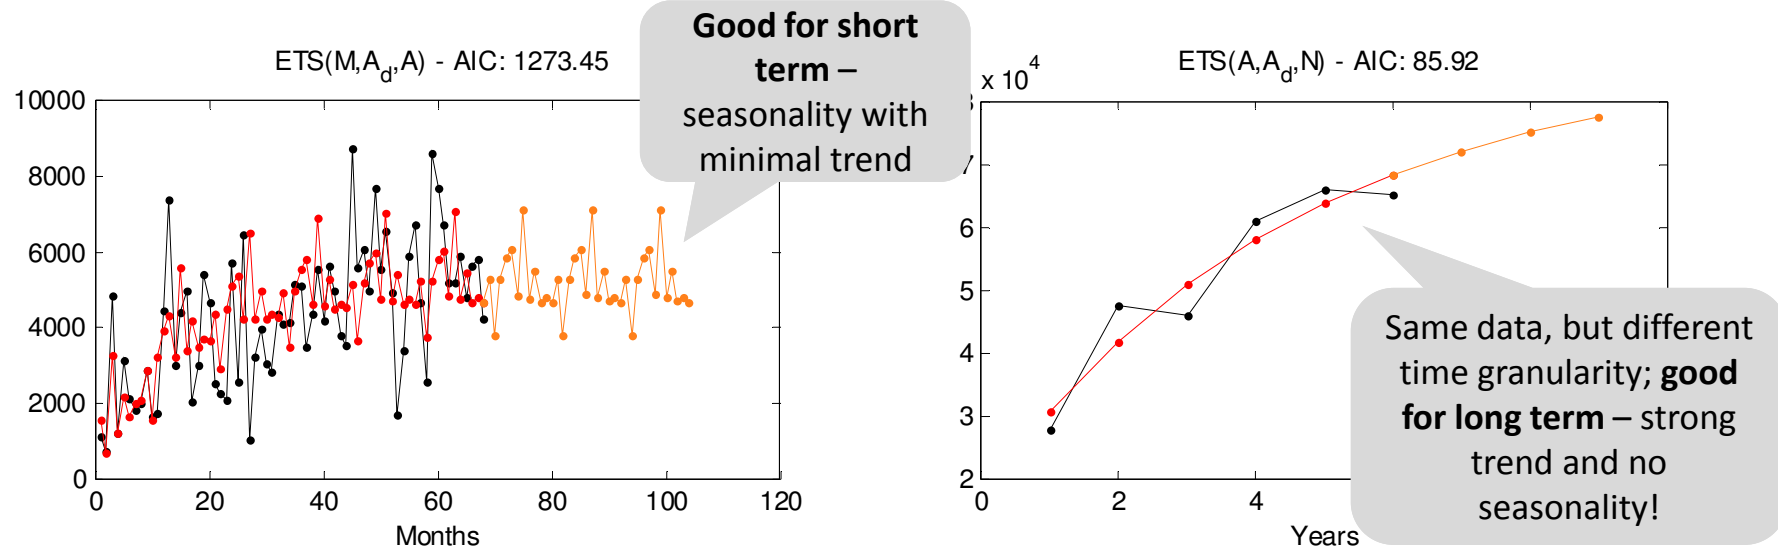 Good for short
term –
seasonality with
minimal trend
ETS(M,A_d,A) - AIC: 1273.45
10000
8000
6000
4000
2000
0
0 20 40 60 80 100 120
Months
ETS(A,A_d,N) - AIC: 85.92
x 10^4
8
7
6
5
4
3
2
0 2 4
Years
Same data, but different
time granularity; good
for long term – strong
trend and no
seasonality!